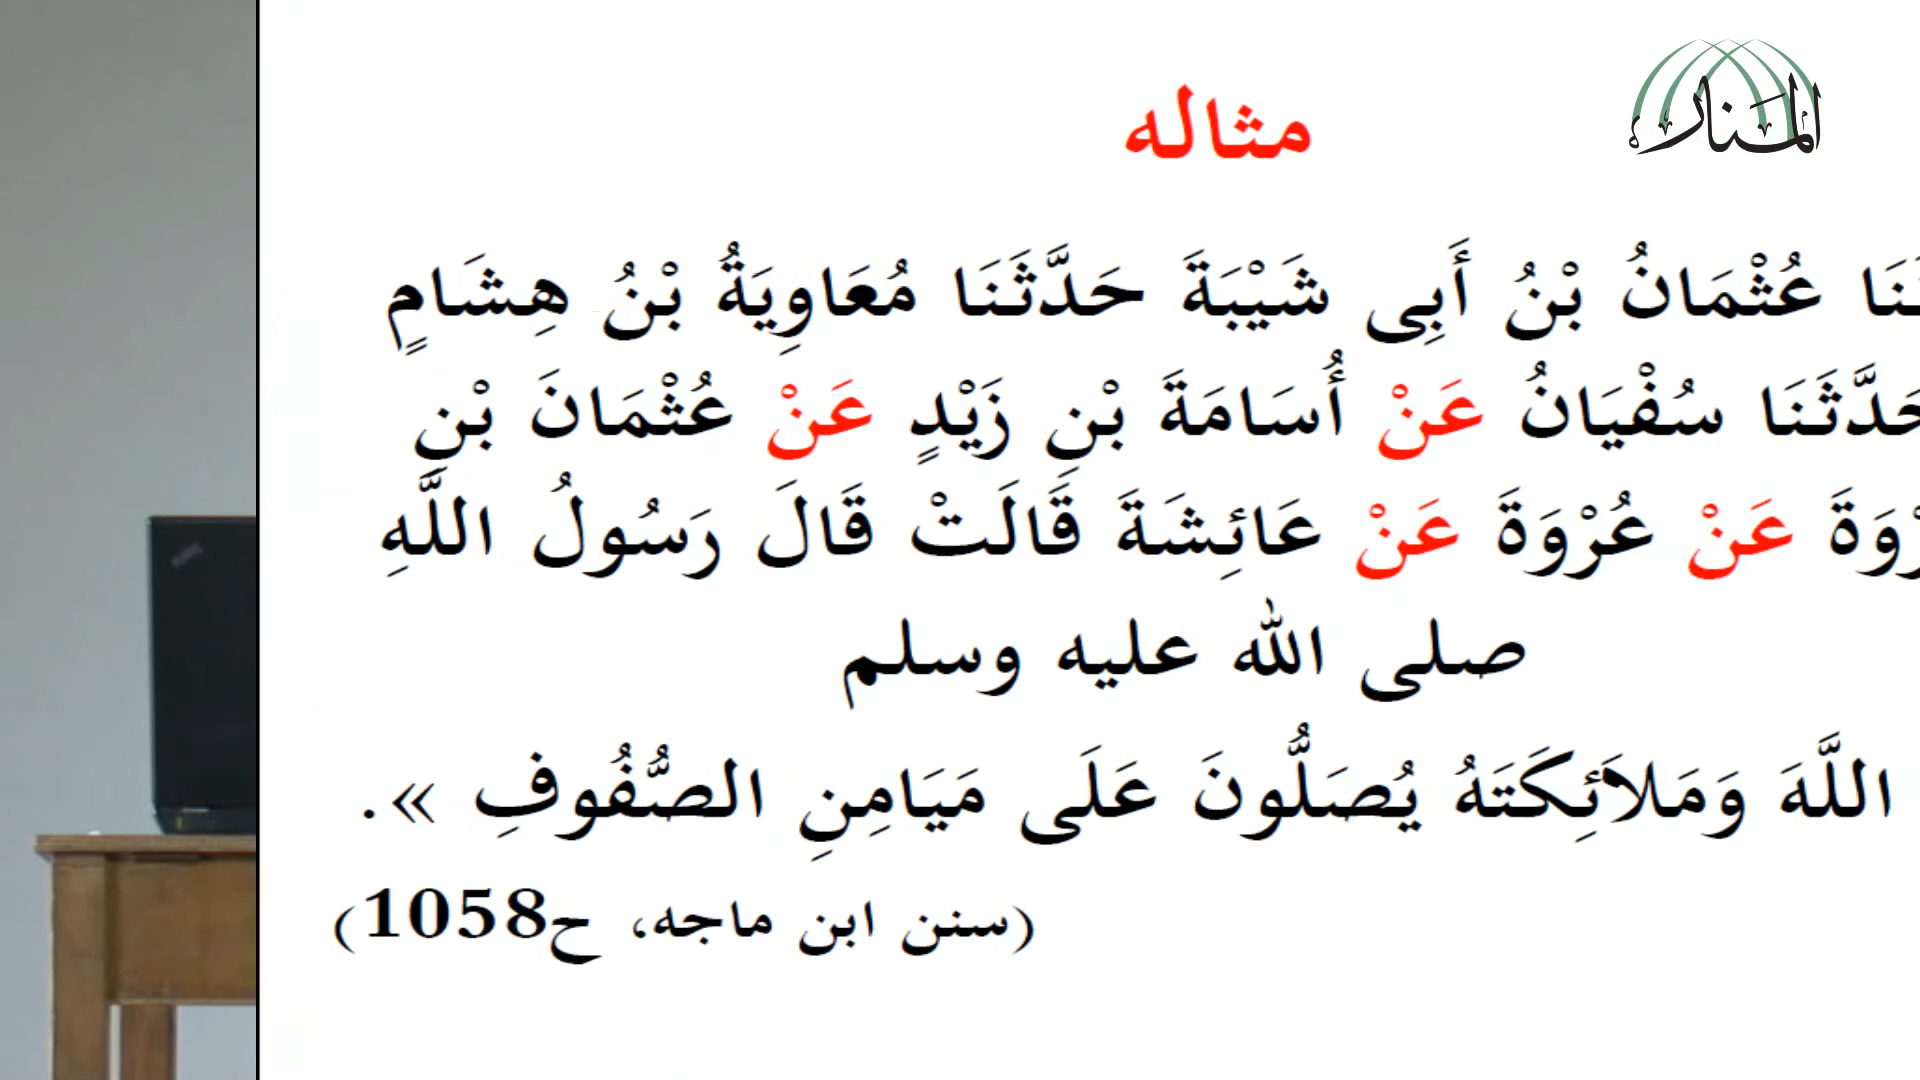 مثاله
المنارة
عُثْمَانُ بْنُ أَبِى شَيْبَةَ حَدَّثَنَا مُعَاوِيَةُ بْنُ هِشَامٍ
حَدَّثَنَا سُفْيَانُ عَنْ أُسَامَةَ بْنِ زَيْدٍ عَنْ عُثْمَانَ بْنِ
عَنْ عُرْوَةَ عَنْ عَائِشَةَ قَالَتْ قَالَ رَسُولُ اللَّهِ
صلى الله عليه وسلم
اللَّهَ وَمَلاَئِكَتَهُ يُصَلُّونَ عَلَى مَيَامِنِ الصُّفُوفِ ».
(سنن ابن ماجه، ح1058)